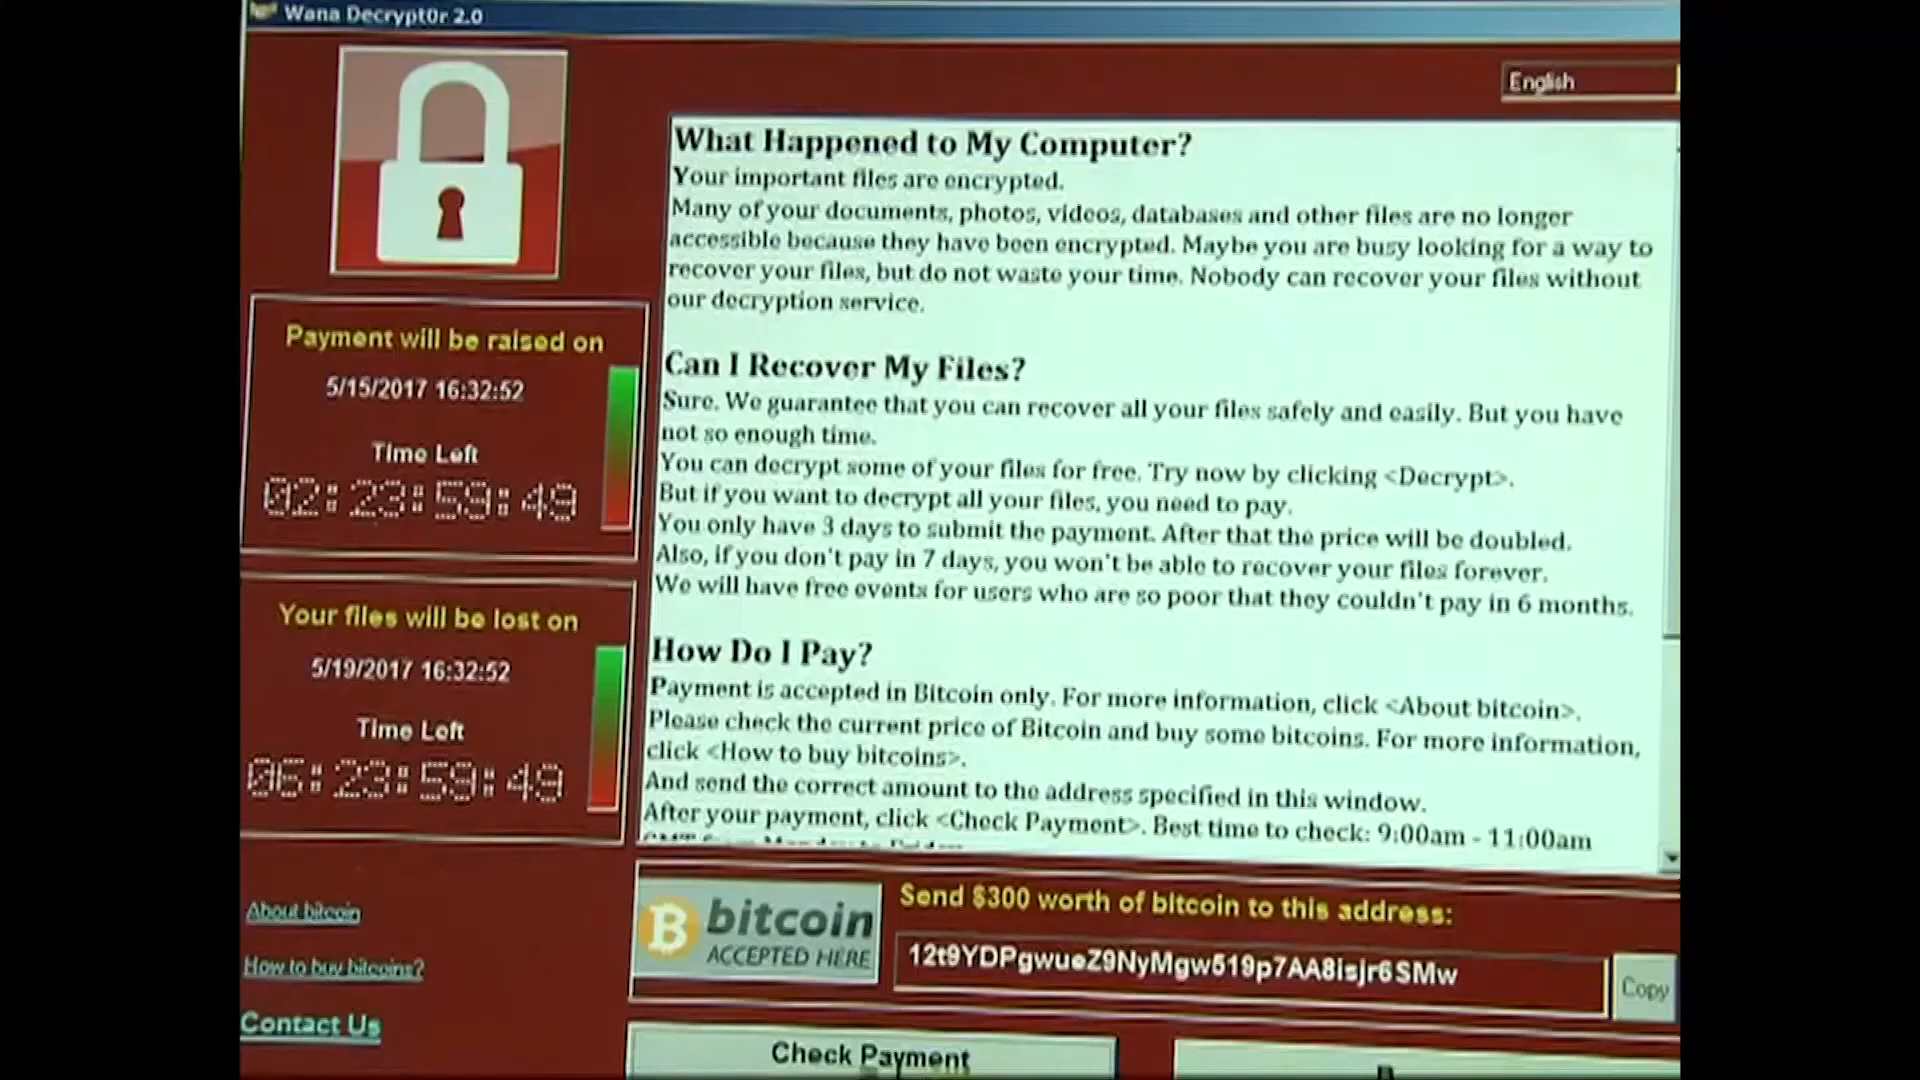 Wana Decrypt0r 2.0
English
What Happened to My Computer?
Your important files are encrypted.
Many of your documents, photos, videos, databases and other files are no longer
accessible because they have been encrypted. Maybe you are busy looking for a way to
recover your files, but do not waste your time. Nobody can recover your files without
our decryption service.
Can I Recover My Files?
Sure. We guarantee that you can recover all your files safely and easily. But you have
not so enough time.
You can decrypt some of your files for free. Try now by clicking <Decrypt>.
But if you want to decrypt all your files, you need to pay.
You only have 3 days to submit the payment. After that the price will be doubled.
Also, if you don't pay in 7 days, you won't be able to recover your files forever.
We will have free events for users who are so poor that they couldn't pay in 6 months.
How Do I Pay?
Payment is accepted in Bitcoin only. For more information, click <About bitcoin>.
Please check the current price of Bitcoin and buy some bitcoins. For more information,
click <How to buy bitcoins>.
And send the correct amount to the address specified in this window.
After your payment, click <Check Payment>. Best time to check: 9:00am - 11:00am
Payment will be raised on
5/15/2017 16:32:52
Time Left
02:23:59:49
Your files will be lost on
5/19/2017 16:32:52
Time Left
06:23:59:49
About bitcoin
How to buy bitcoins?
Contact Us
bitcoin
ACCEPTED HERE
Send $300 worth of bitcoin to this address:
12t9YDPgwueZ9NyMgw519p7AA8isjr6SMw
Copy
Check Payment